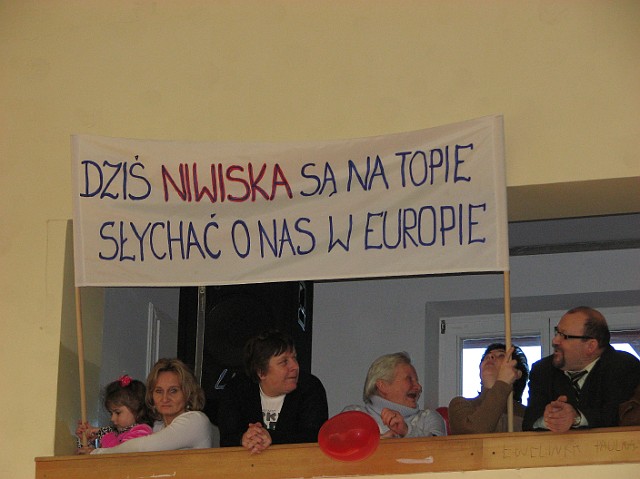 DZIŚ NIWISKA SĄ NA TOPIE
SŁYCHAĆ O NAS W EUROPIE